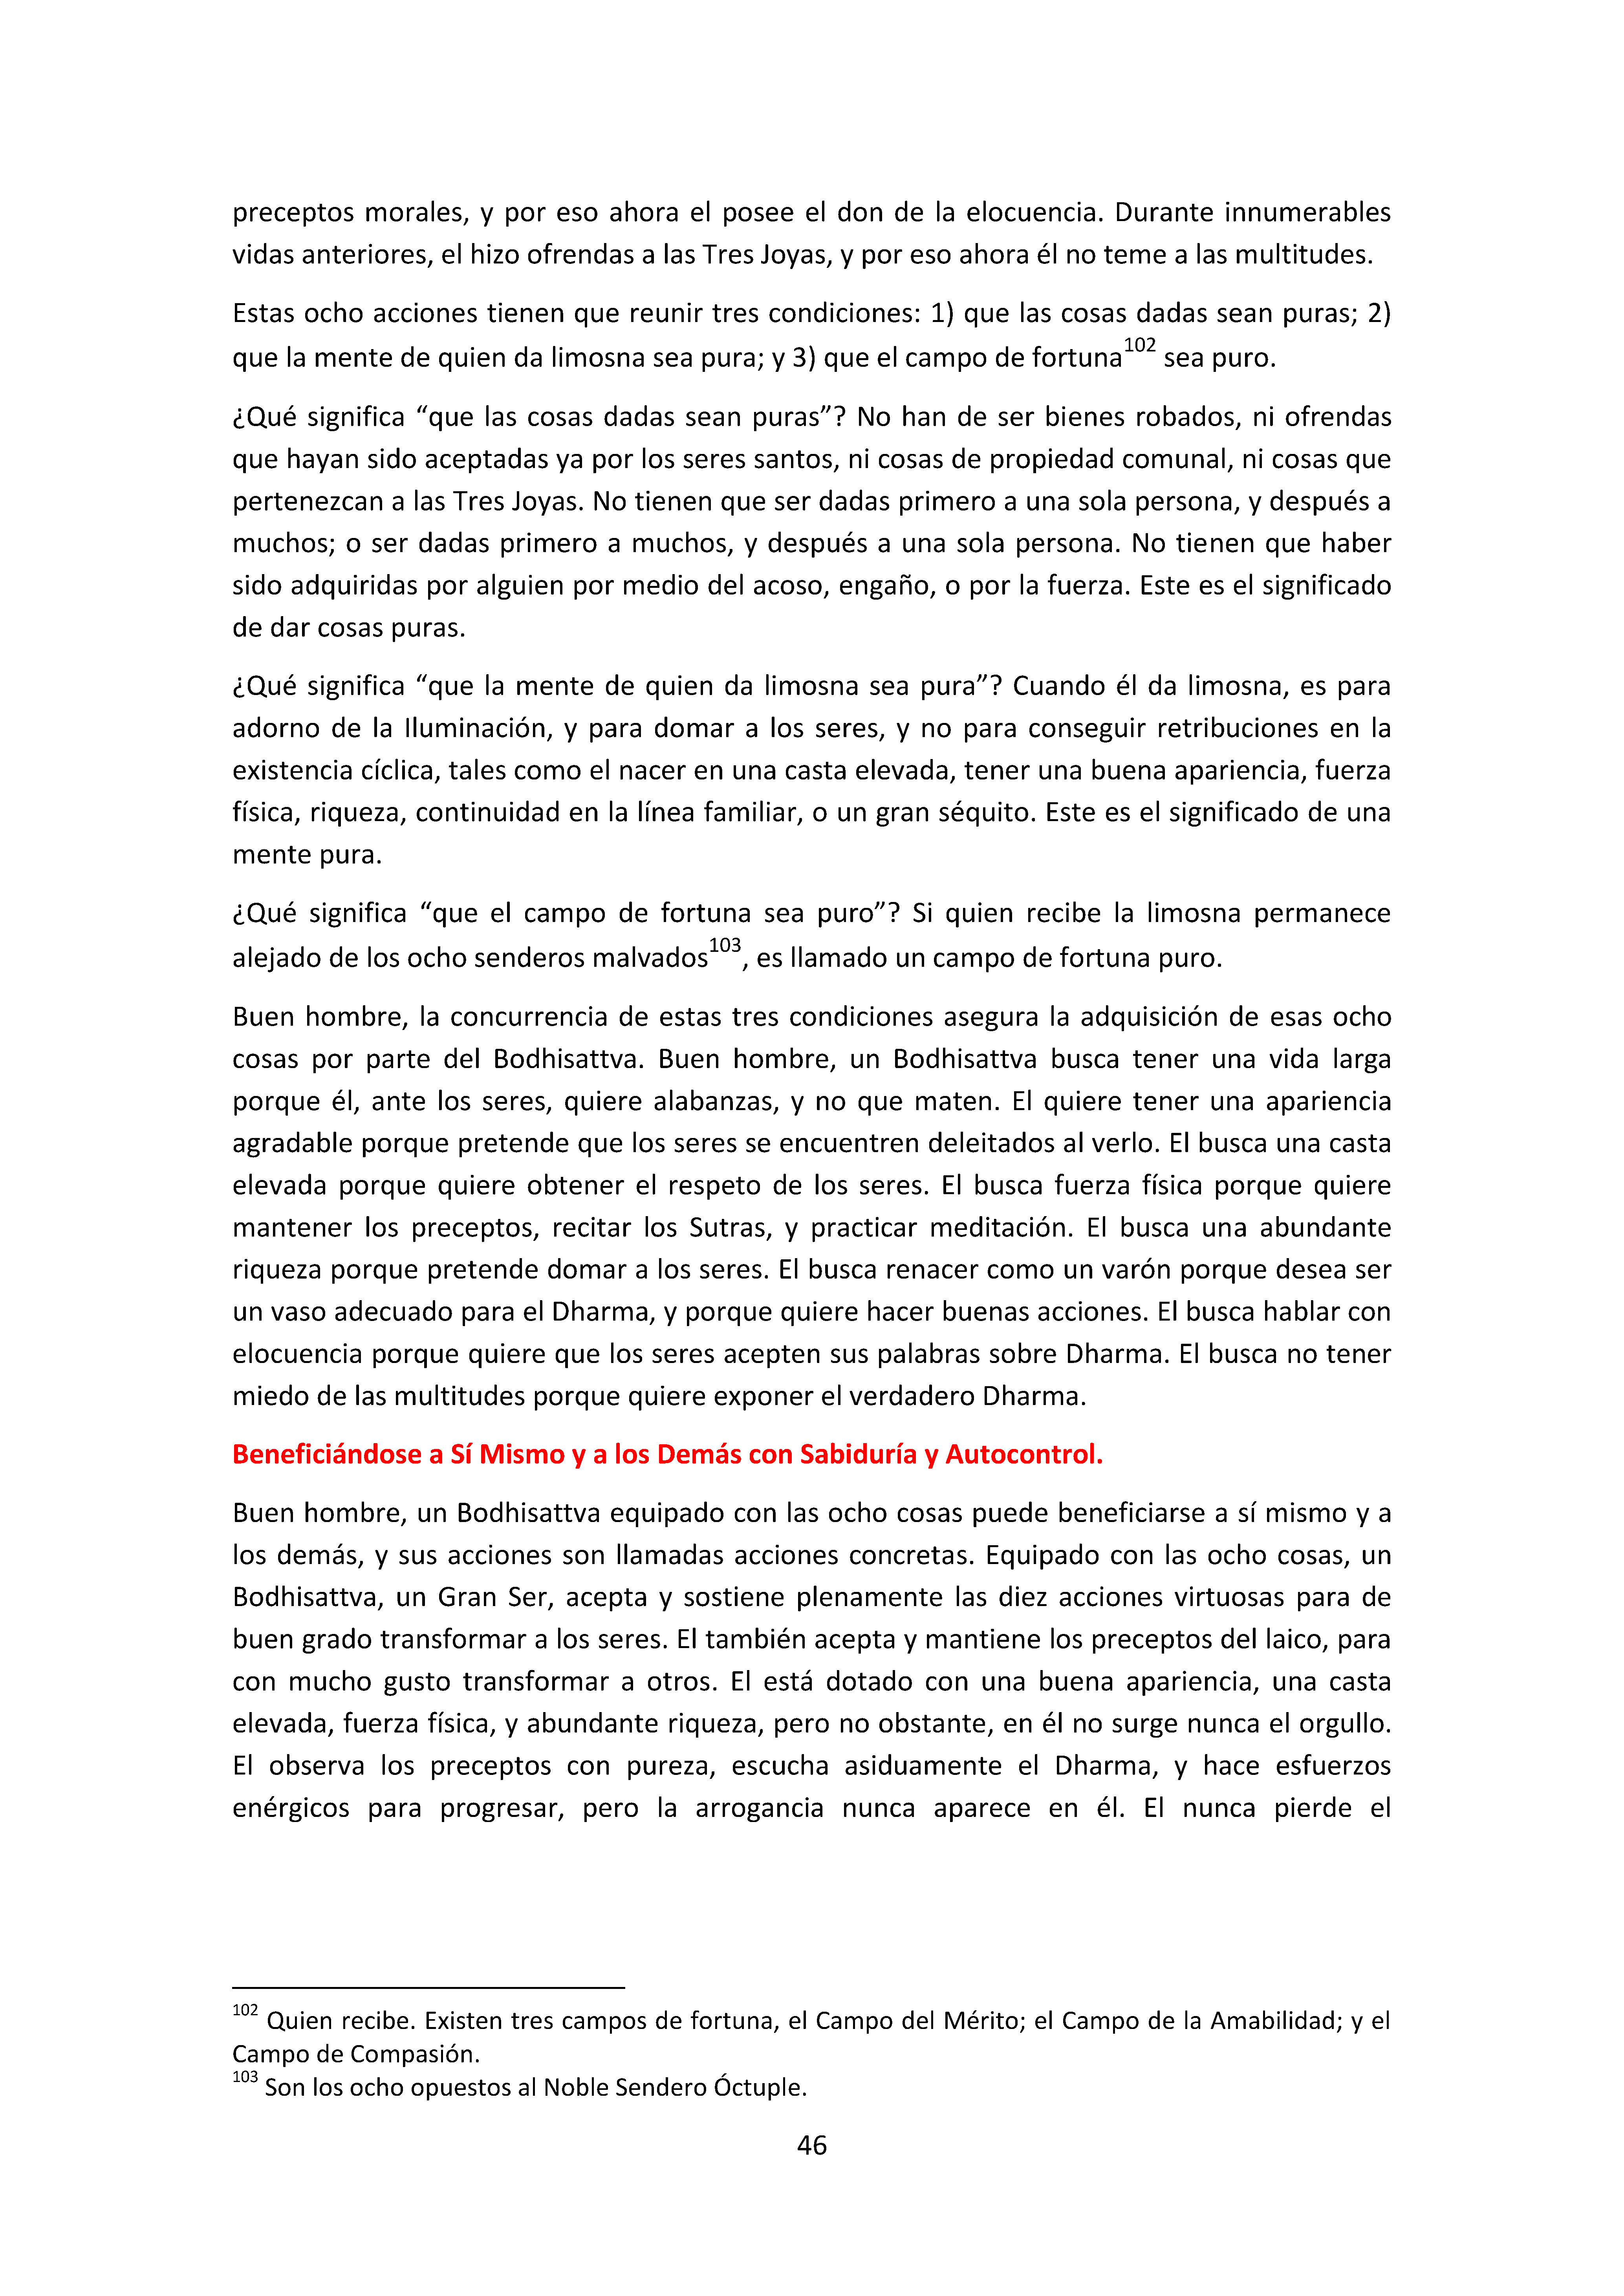 preceptos morales, y por eso ahora el posee el don de la elocuencia. Durante innumerables
vidas anteriores, el hizo ofrendas a las Tres Joyas, y por eso ahora él no teme a las multitudes.
Estas ocho acciones tienen que reunir tres condiciones: 1) que las cosas dadas sean puras; 2)
que la mente de quien da limosna sea pura; y 3) que el campo de fortuna102 sea puro.
¿Qué significa “que las cosas dadas sean puras”? No han de ser bienes robados, ni ofrendas
que hayan sido aceptadas ya por los seres santos, ni cosas de propiedad comunal, ni cosas que
pertenezcan a las Tres Joyas. No tienen que ser dadas primero a una sola persona, y después a
muchos; o ser dadas primero a muchos, y después a una sola persona. No tienen que haber
sido adquiridas por alguien por medio del acoso, engaño, o por la fuerza. Este es el significado
de dar cosas puras.
¿Qué significa “que la mente de quien da limosna sea pura”? Cuando él da limosna, es para
adorno de la Iluminación, y para domar a los seres, y no para conseguir retribuciones en la
existencia cíclica, tales como el nacer en una casta elevada, tener una buena apariencia, fuerza
física, riqueza, continuidad en la línea familiar, o un gran séquito. Este es el significado de una
mente pura.
¿Qué significa “que el campo de fortuna sea puro”? Si quien recibe la limosna permanece
alejado de los ocho senderos malvados103, es llamado un campo de fortuna puro.
Buen hombre, la concurrencia de estas tres condiciones asegura la adquisición de esas ocho
cosas por parte del Bodhisattva. Buen hombre, un Bodhisattva busca tener una vida larga
porque él, ante los seres, quiere alabanzas, y no que maten. El quiere tener una apariencia
agradable porque pretende que los seres se encuentren deleitados al verlo. El busca una casta
elevada porque quiere obtener el respeto de los seres. El busca fuerza física porque quiere
mantener los preceptos, recitar los Sutras, y practicar meditación. El busca una abundante
riqueza porque pretende domar a los seres. El busca renacer como un varón porque desea ser
un vaso adecuado para el Dharma, y porque quiere hacer buenas acciones. El busca hablar con
elocuencia porque quiere que los seres acepten sus palabras sobre Dharma. El busca no tener
miedo de las multitudes porque quiere exponer el verdadero Dharma.
Beneficiándose a Sí Mismo y a los Demás con Sabiduría y Autocontrol.
Buen hombre, un Bodhisattva equipado con las ocho cosas puede beneficiarse a sí mismo y a
los demás, y sus acciones son llamadas acciones concretas. Equipado con las ocho cosas, un
Bodhisattva, un Gran Ser, acepta y sostiene plenamente las diez acciones virtuosas para de
buen grado transformar a los seres. El también acepta y mantiene los preceptos del laico, para
con mucho gusto transformar a otros. El está dotado con una buena apariencia, una casta
elevada, fuerza física, y abundante riqueza, pero no obstante, en él no surge nunca el orgullo.
El observa los preceptos con pureza, escucha asiduamente el Dharma, y hace esfuerzos
enérgicos para progresar, pero la arrogancia nunca aparece en él. El nunca pierde el
102 Quien recibe. Existen tres campos de fortuna, el Campo del Mérito; el Campo de la Amabilidad; y el
Campo de Compasión.
103 Son los ocho opuestos al Noble Sendero Óctuple.
46